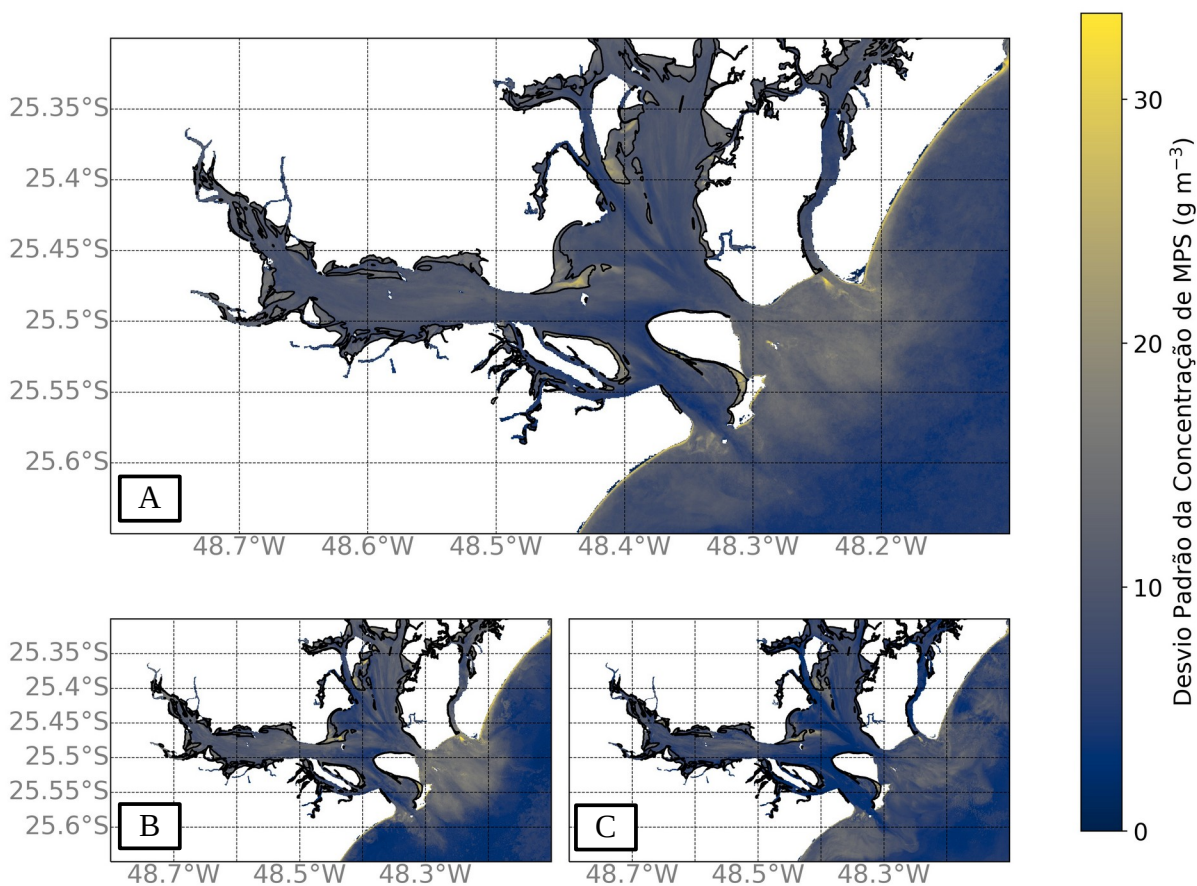 25.35°S
25.4°S
25.45°S
25.5°S
25.55°S
25.6°S
A
48.7°W 48.6°W 48.5°W 48.4°W 48.3°W 48.2°W
25.35°S
25.4°S
25.45°S
25.5°S
25.55°S
25.6°S
B
48.7°W 48.5°W 48.3°W
C
48.7°W 48.5°W 48.3°W
30
20
10
0
Desvio Padrão da Concentração de MPS (g m⁻³)